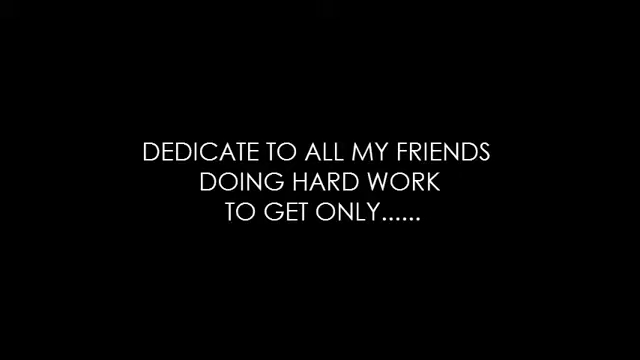 DEDICATE TO ALL MY FRIENDS
DOING HARD WORK
TO GET ONLY......